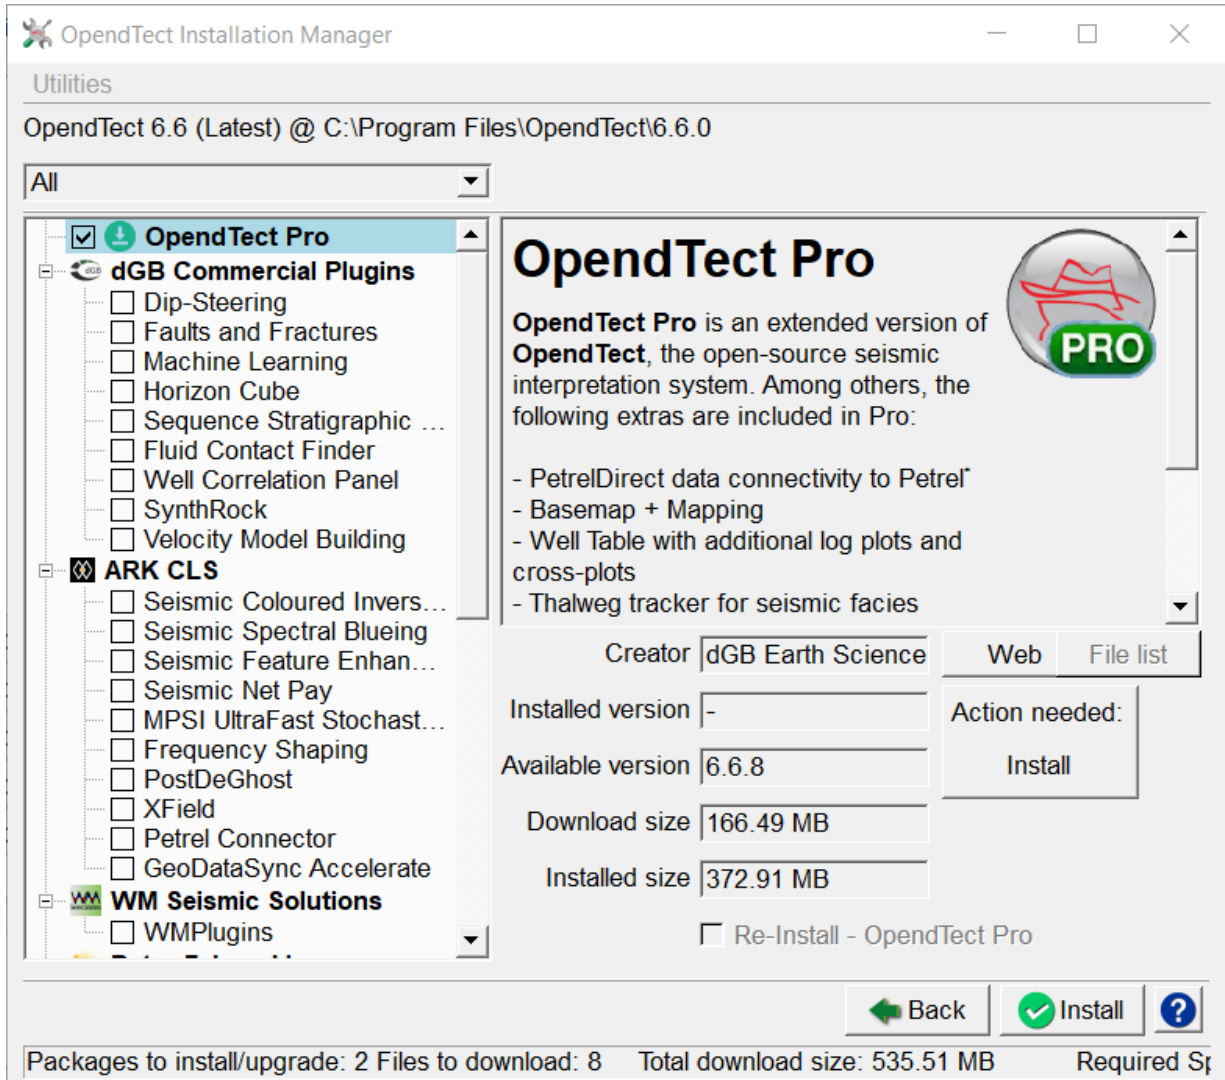 OpendTect Installation Manager
Utilities
OpendTect 6.6 (Latest) @ C:\Program Files\OpendTect\6.6.0
All
OpendTect Pro
dGB Commercial Plugins
Dip-Steering
Faults and Fractures
Machine Learning
Horizon Cube
Sequence Stratigraphic ...
Fluid Contact Finder
Well Correlation Panel
SynthRock
Velocity Model Building
ARK CLS
Seismic Coloured Invers...
Seismic Spectral Blueing
Seismic Feature Enhan...
Seismic Net Pay
MPSI UltraFast Stochast...
Frequency Shaping
PostDeGhost
XField
Petrel Connector
GeoDataSync Accelerate
WM Seismic Solutions
WMPlugins
OpendTect Pro
PRO
OpendTect Pro is an extended version of
OpendTect, the open-source seismic
interpretation system. Among others, the
following extras are included in Pro:
- PetrelDirect data connectivity to Petrel*
- Basemap + Mapping
- Well Table with additional log plots and
cross-plots
- Thalweg tracker for seismic facies
Creator dGB Earth Science
Web File list
Installed version -
Action needed:
Available version 6.6.8
Install
Download size 166.49 MB
Installed size 372.91 MB
Re-Install - OpendTect Pro
Back Install ?
Packages to install/upgrade: 2 Files to download: 8 Total download size: 535.51 MB Required Sp